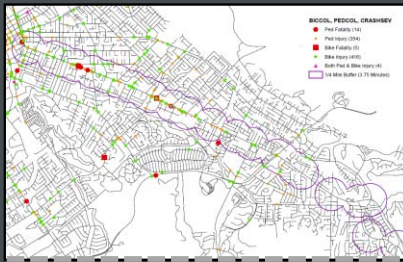 BICCOL, PEDCOL, CRASHSEV
Ped Fatality (14)
Ped Injury (394)
Bike Fatality (5)
Bike Injury (416)
Both Ped & Bike Injury (4)
1/4 Mile Buffer (3.75 Minutes)